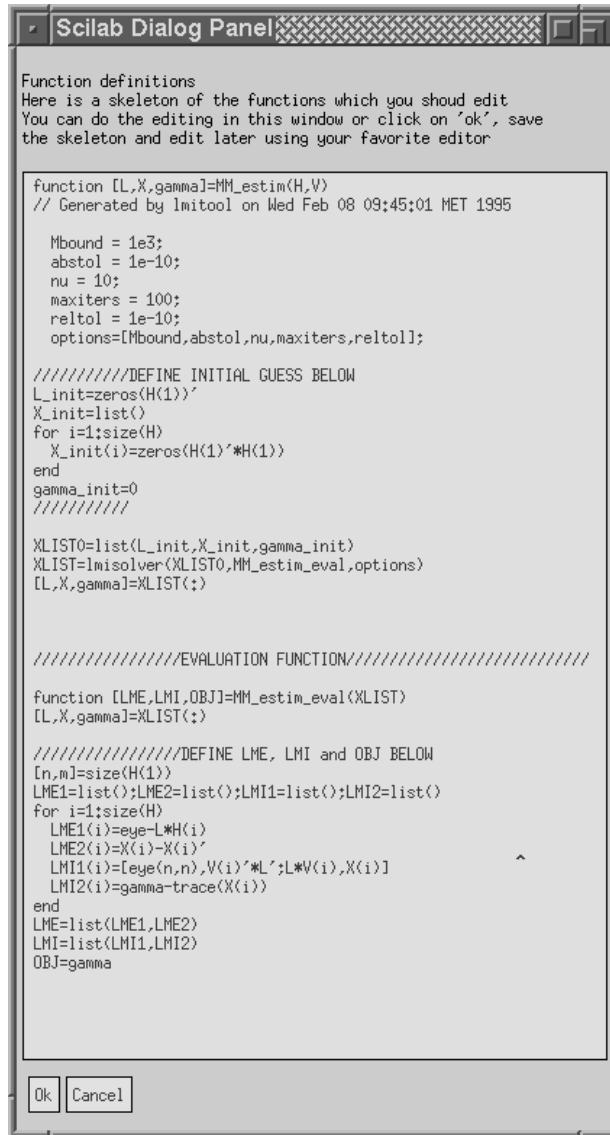 Scilab Dialog Panel
Function definitions
Here is a skeleton of the functions which you shoud edit
You can do the editing in this window or click on 'ok', save
the skeleton and edit later using your favorite editor
function [L,X,gamma]=MM_estim(H,V)
// Generated by lmitool on Wed Feb 08 09:45:01 MET 1995
Mbound = 1e3;
abstol = 1e-10;
nu = 10;
maxiters = 100;
reltol = 1e-10;
options=[Mbound,abstol,nu,maxiters,reltol];
///////////DEFINE INITIAL GUESS BELOW
L_init=zeros(H(1))'
X_init=list()
for i=1:size(H)
X_init(i)=zeros(H(1)'*H(1))
end
gamma_init=0
///////////
XLIST0=list(L_init,X_init,gamma_init)
XLIST=lmisolver(XLIST0,MM_estim_eval,options)
[L,X,gamma]=XLIST(:)
/////////////////EVALUATION FUNCTION////////////////////////////
function [LME,LMI,OBJ]=MM_estim_eval(XLIST)
[L,X,gamma]=XLIST(:)
/////////////////DEFINE LME, LMI and OBJ BELOW
[n,m]=size(H(1))
LME1=list();LME2=list();LMI1=list();LMI2=list()
for i=1:size(H)
LME1(i)=eye-L*H(i)
LME2(i)=X(i)-X(i)'
LMI1(i)=[eye(n,n),V(i)'*L';L*V(i),X(i)]
LMI2(i)=gamma-trace(X(i))
end
LME=list(LME1,LME2)
LMI=list(LMI1,LMI2)
OBJ=gamma
Ok Cancel